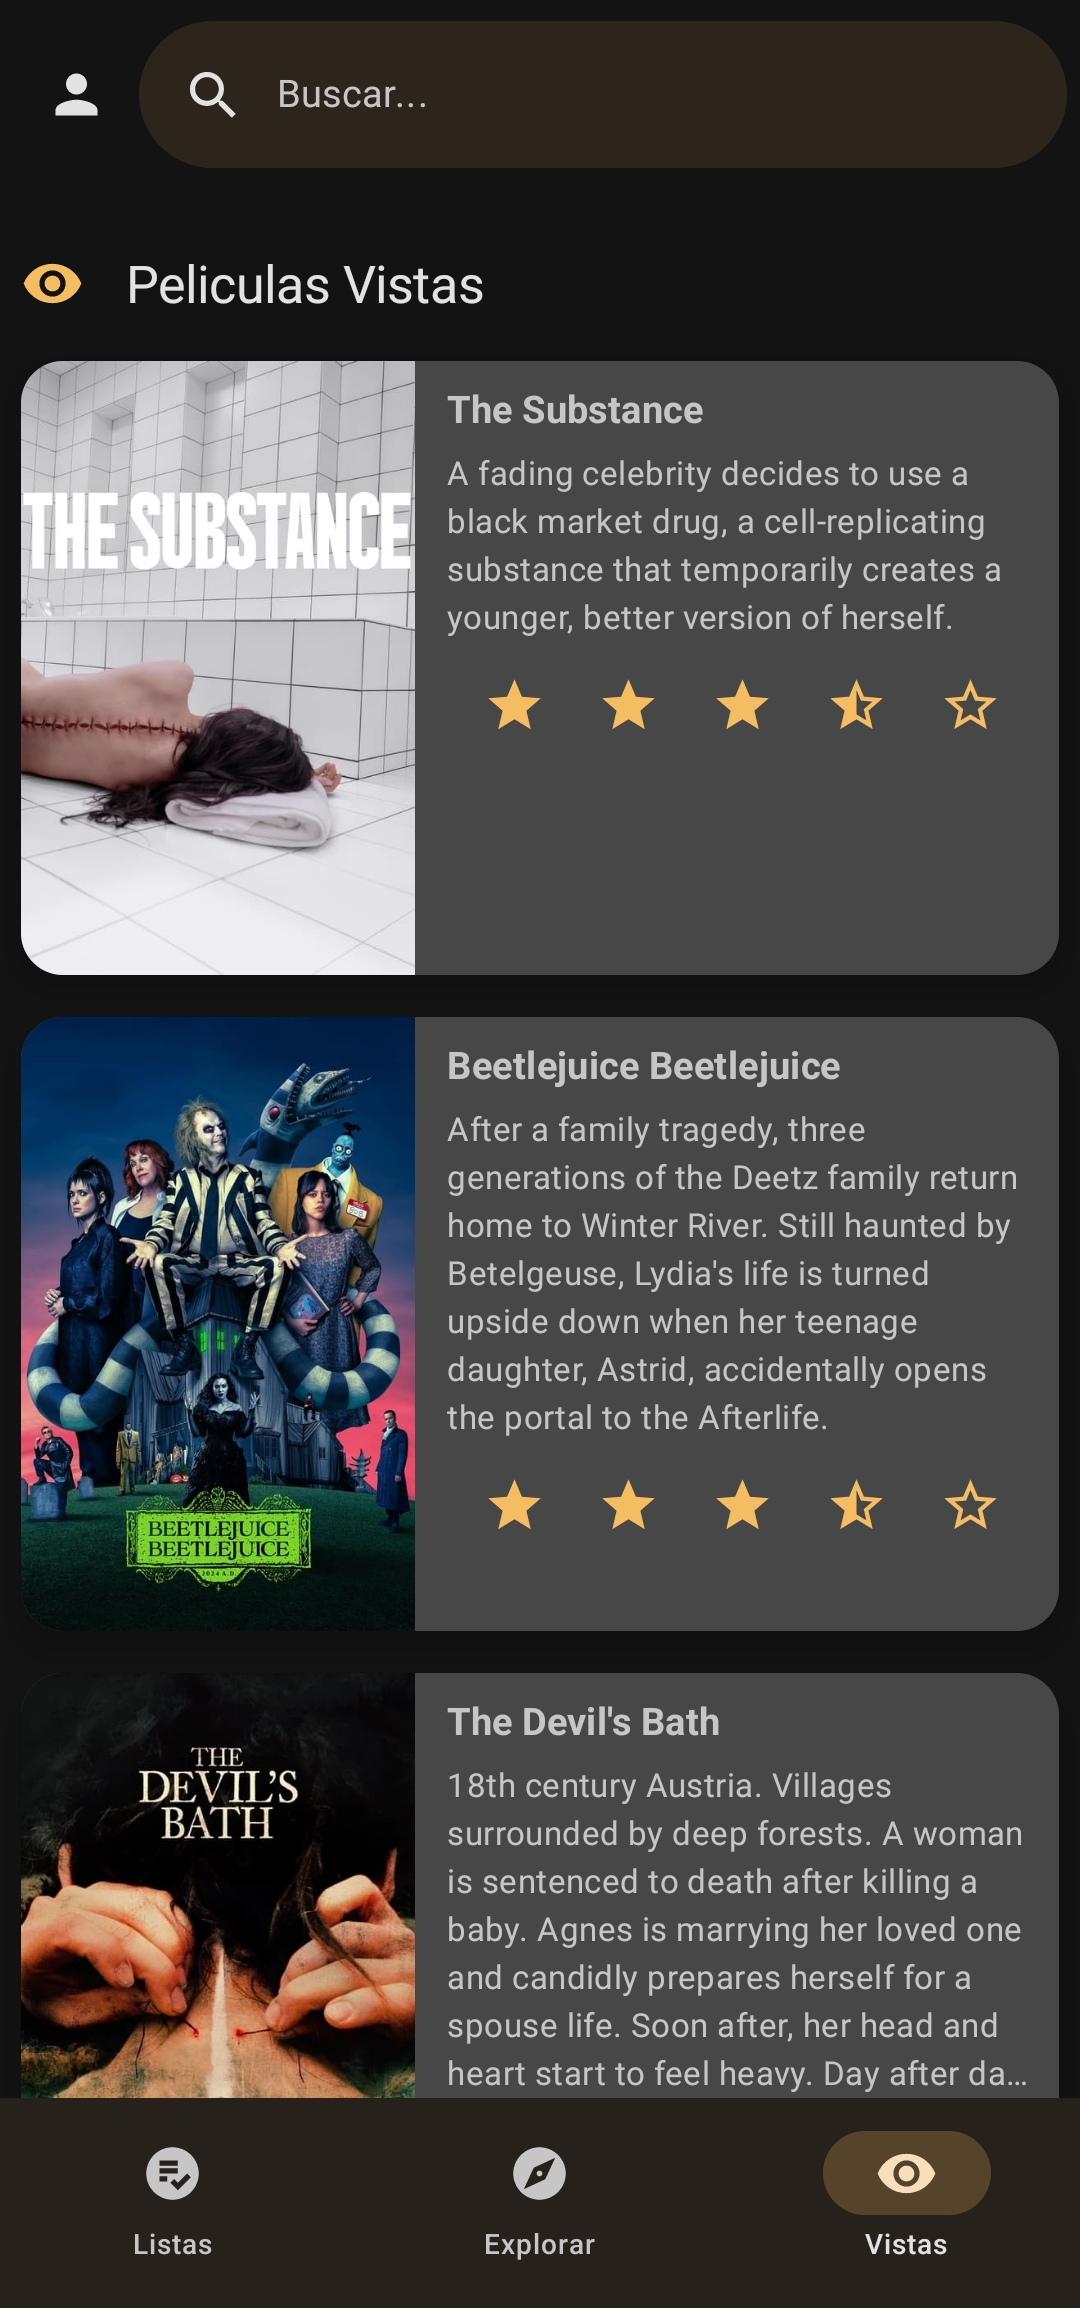 Buscar...
Peliculas Vistas
THE SUBSTANCE
The Substance
A fading celebrity decides to use a
black market drug, a cell-replicating
substance that temporarily creates a
younger, better version of herself.
BEETLEJUICE
BEETLEJUICE
2024 A.D.
Beetlejuice Beetlejuice
After a family tragedy, three
generations of the Deetz family return
home to Winter River. Still haunted by
Betelgeuse, Lydia's life is turned
upside down when her teenage
daughter, Astrid, accidentally opens
the portal to the Afterlife.
THE
DEVIL'S
BATH
The Devil's Bath
18th century Austria. Villages
surrounded by deep forests. A woman
is sentenced to death after killing a
baby. Agnes is marrying her loved one
and candidly prepares herself for a
spouse life. Soon after, her head and
heart start to feel heavy. Day after da…
Listas
Explorar
Vistas